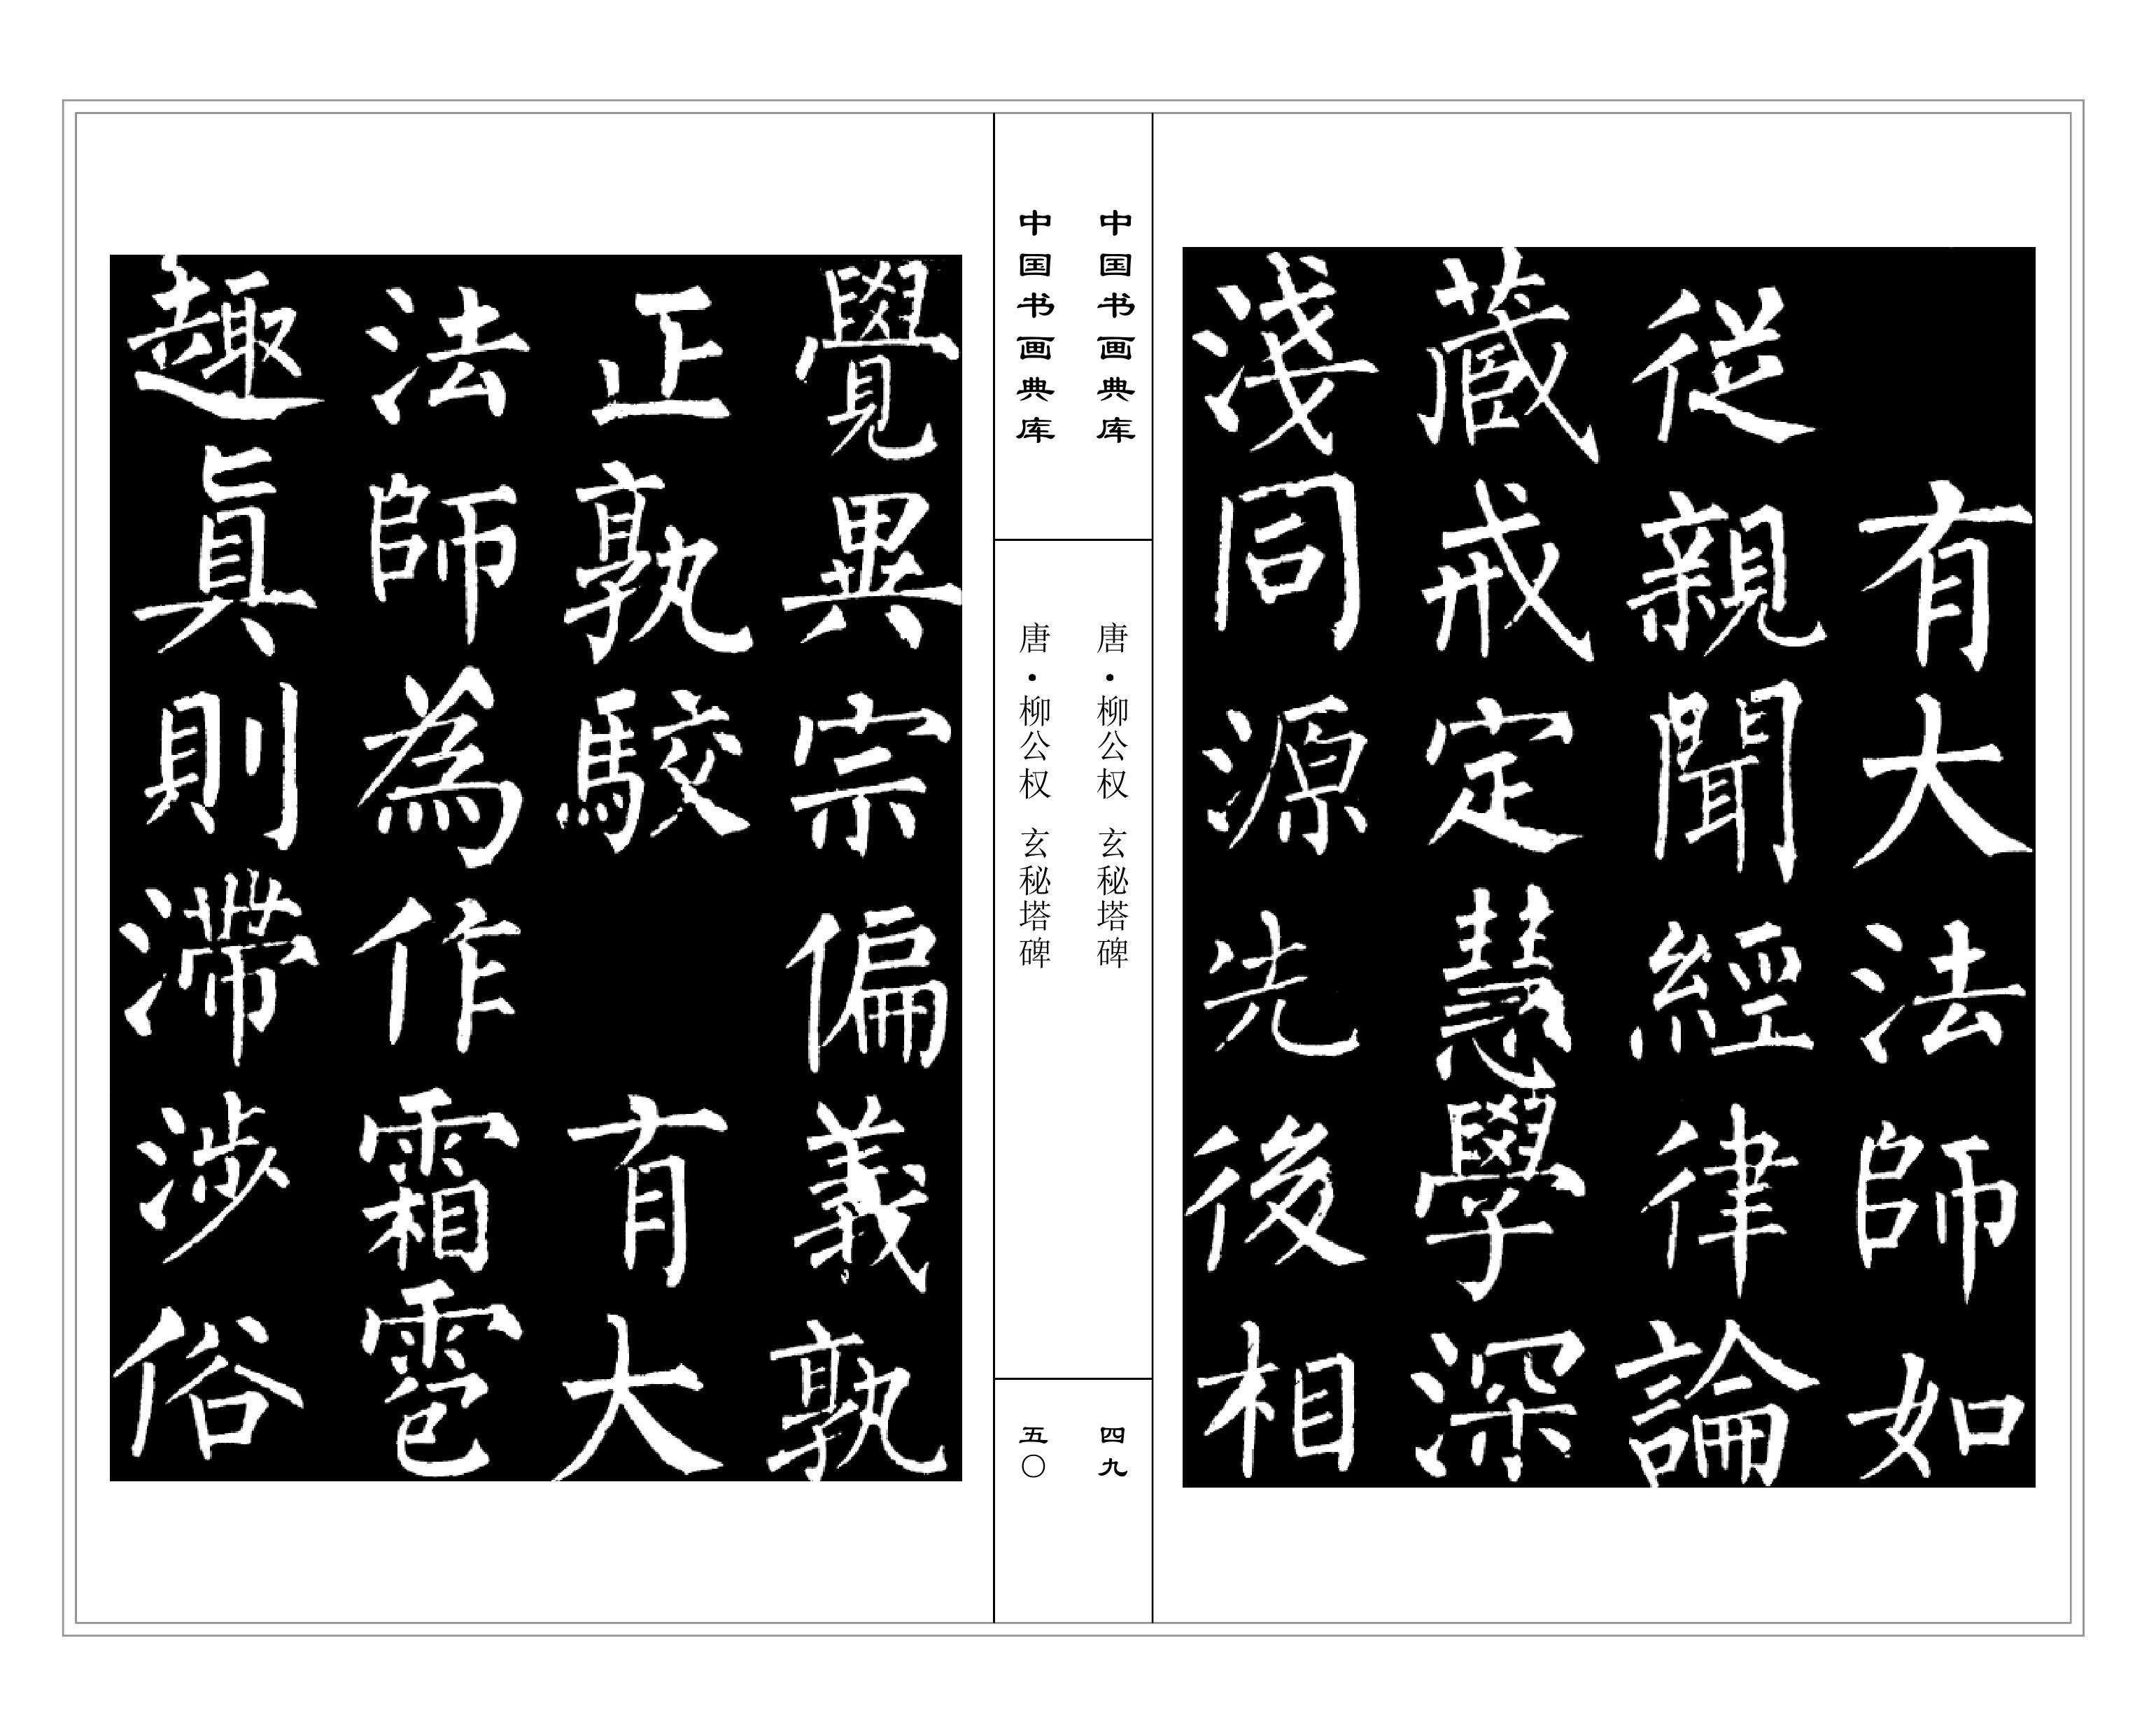 有大法師如
從親聞經律論
藏戒定慧學深
淺同源先後相
中国书画典库
唐·柳公权 玄秘塔碑
四九
中国书画典库
唐·柳公权 玄秘塔碑
五〇
覺異宗偏義孰
正孰駮 有大
法師為作霜雹
趣真則滯涉俗